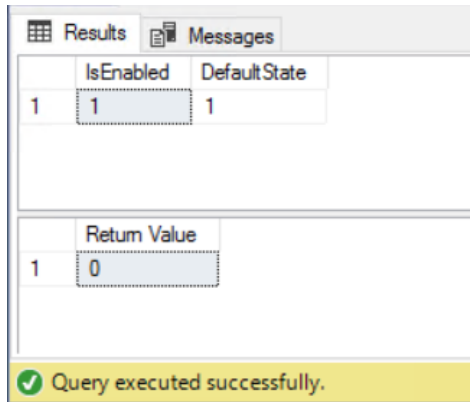 Results Messages
IsEnabled DefaultState
1 1 1
Return Value
1 0
Query executed successfully.